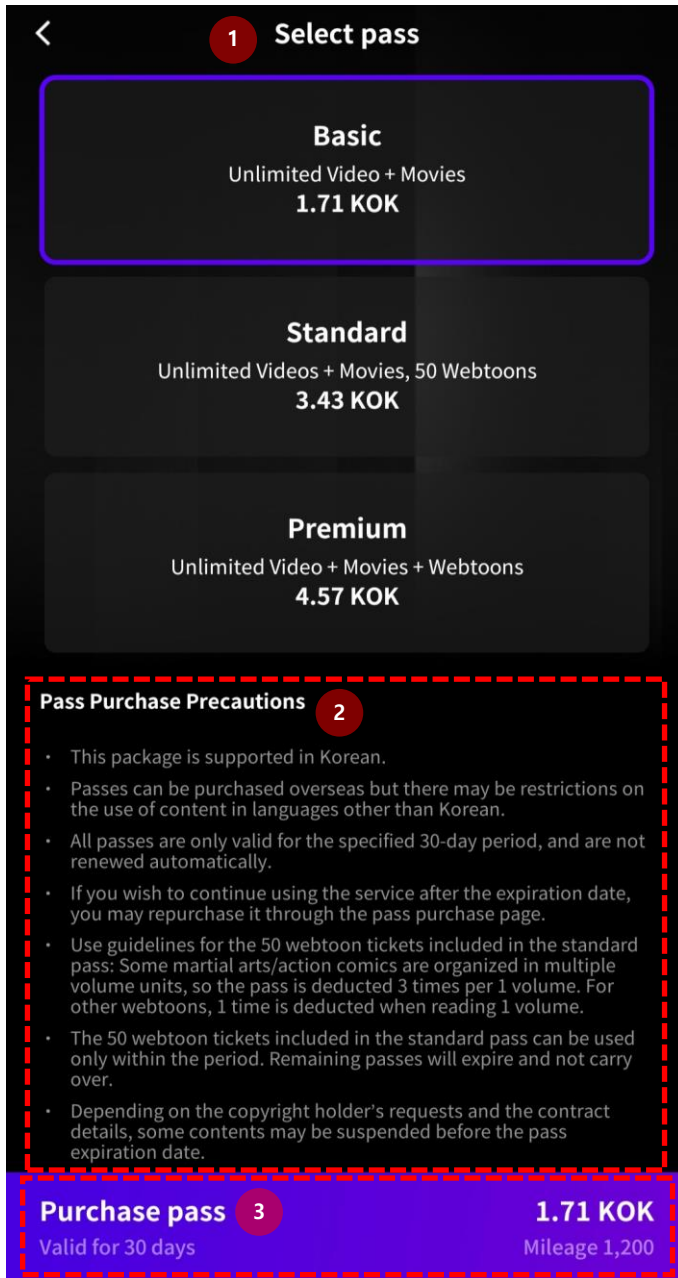 1 Select pass
Basic
Unlimited Video + Movies
1.71 KOK
Standard
Unlimited Videos + Movies, 50 Webtoons
3.43 KOK
Premium
Unlimited Video + Movies + Webtoons
4.57 KOK
Pass Purchase Precautions 2
· This package is supported in Korean.
· Passes can be purchased overseas but there may be restrictions on
the use of content in languages other than Korean.
· All passes are only valid for the specified 30-day period, and are not
renewed automatically.
· If you wish to continue using the service after the expiration date,
you may repurchase it through the pass purchase page.
· Use guidelines for the 50 webtoon tickets included in the standard
pass: Some martial arts/action comics are organized in multiple
volume units, so the pass is deducted 3 times per 1 volume. For
other webtoons, 1 time is deducted when reading 1 volume.
· The 50 webtoon tickets included in the standard pass can be used
only within the period. Remaining passes will expire and not carry
over.
· Depending on the copyright holder's requests and the contract
details, some contents may be suspended before the pass
expiration date.
Purchase pass 3 1.71 KOK
Valid for 30 days Mileage 1,200